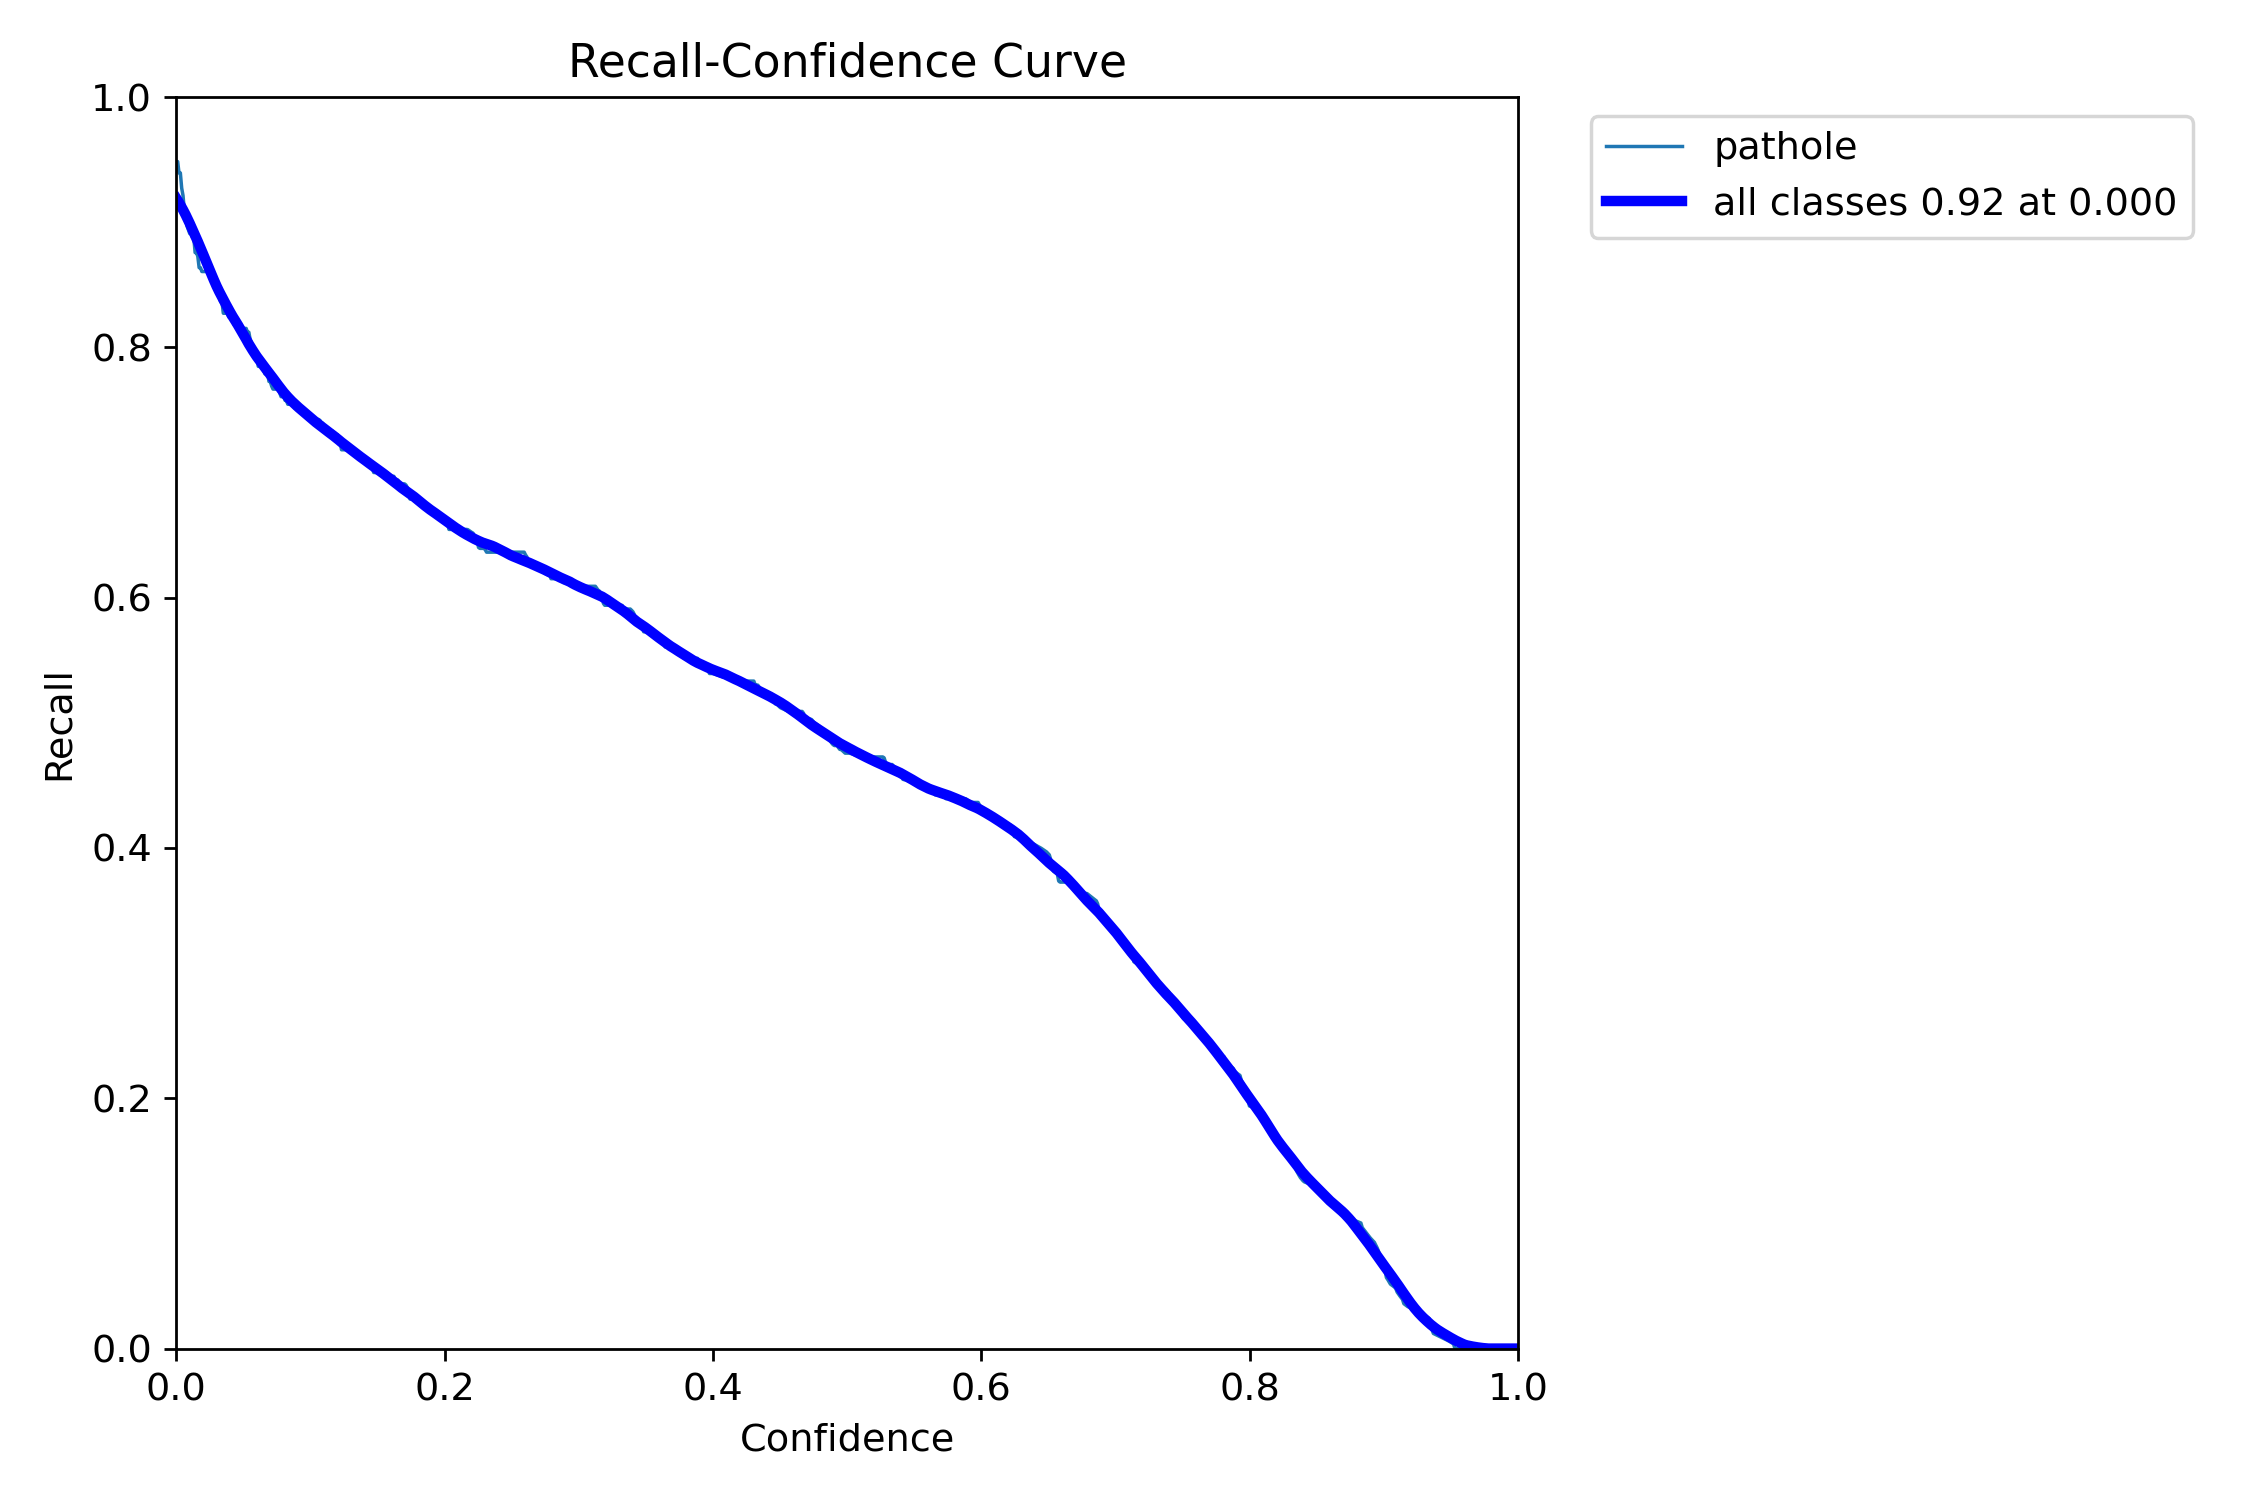 Recall-Confidence Curve
pathole
all classes 0.92 at 0.000
1.0
0.8
0.6
0.4
0.2
0.0
Recall
0.0 0.2 0.4 0.6 0.8 1.0
Confidence